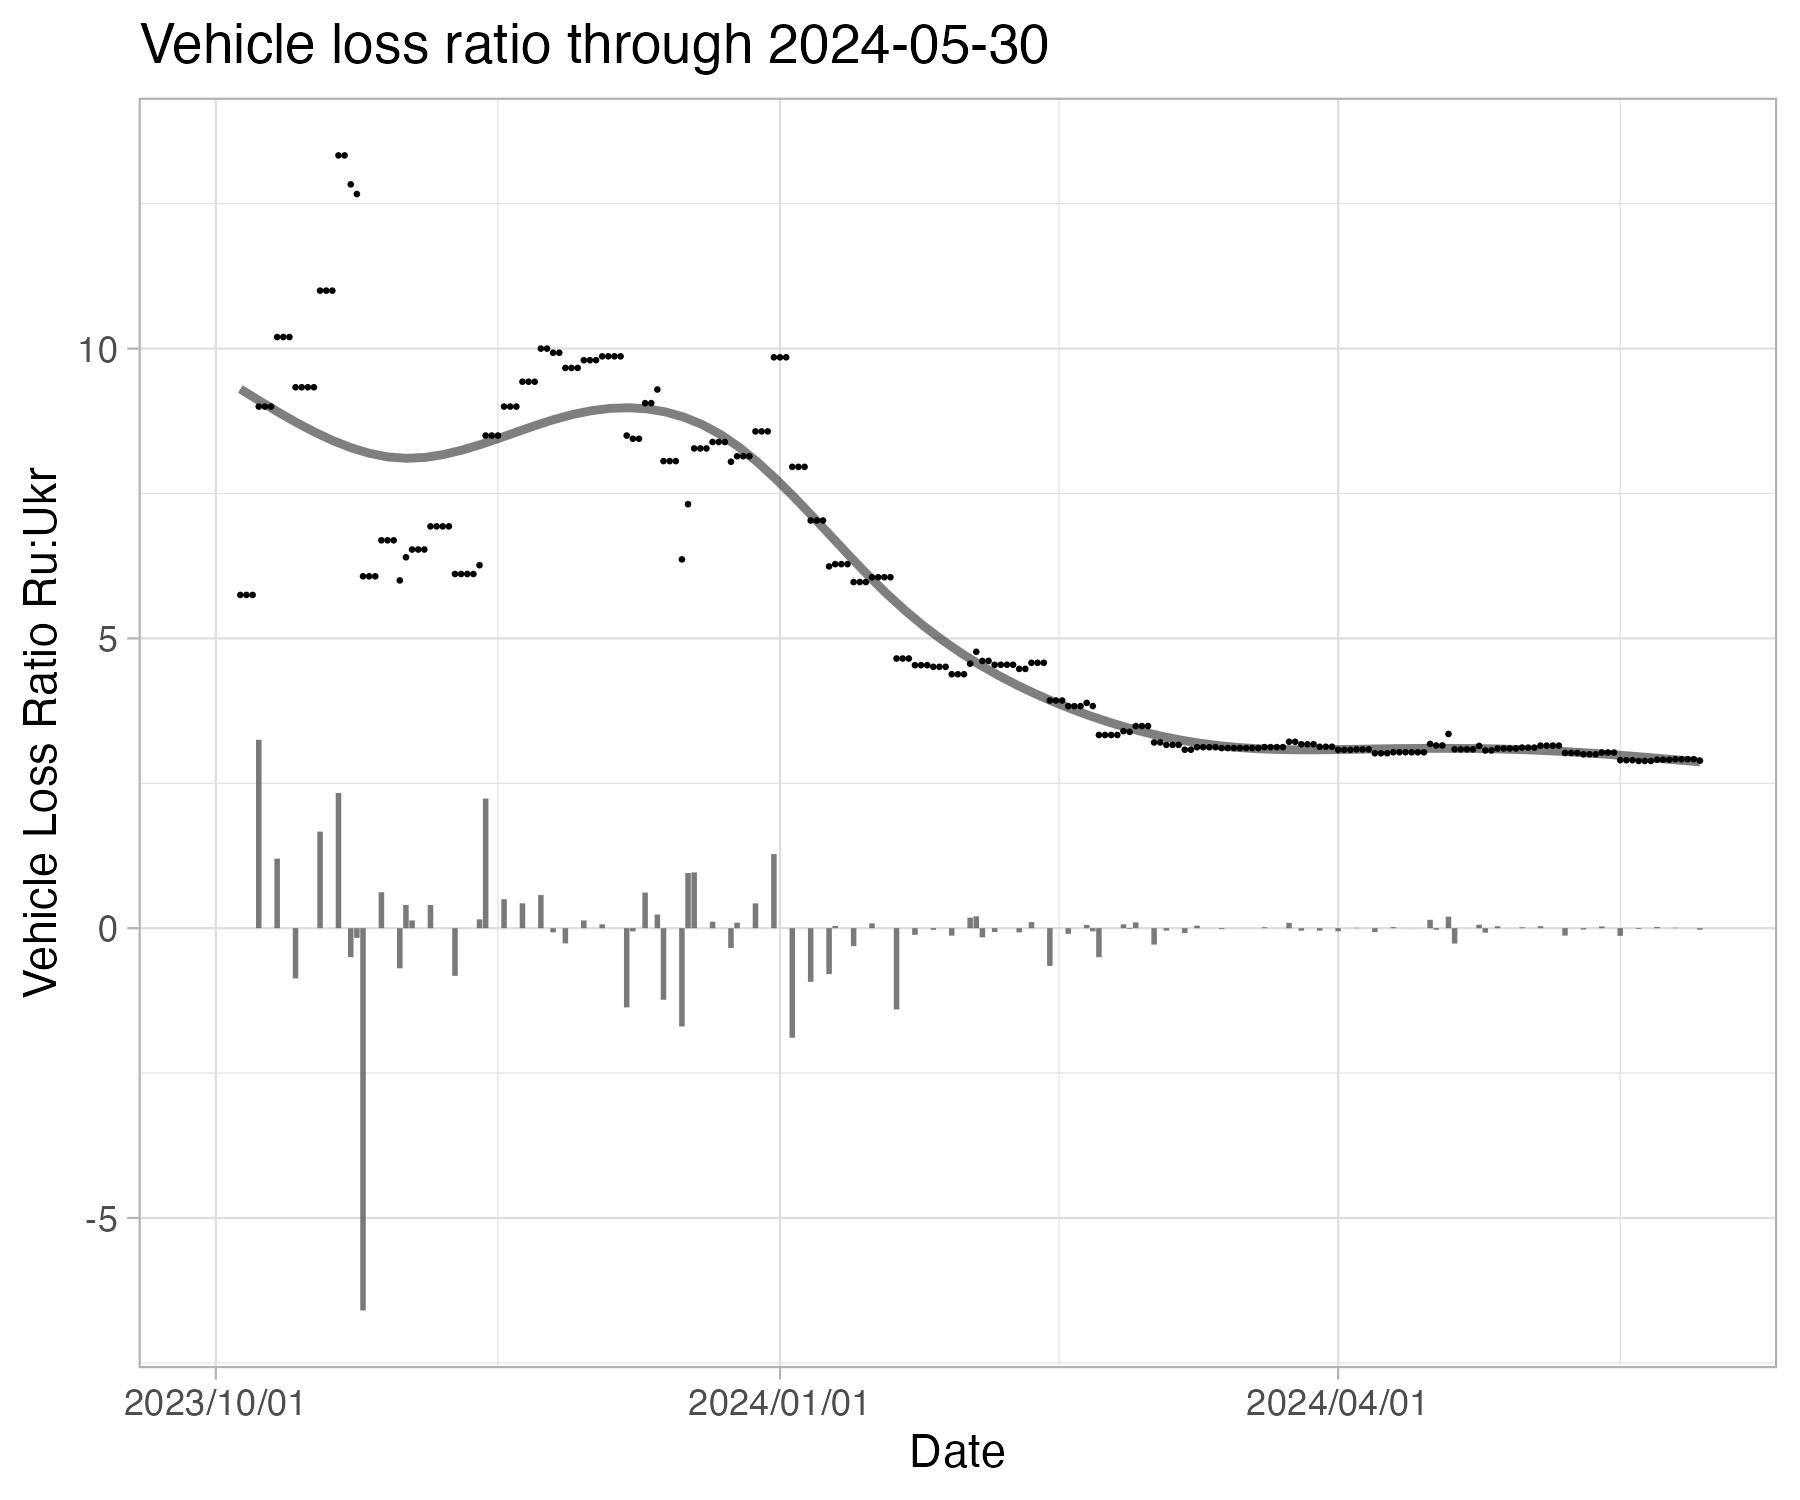 Vehicle loss ratio through 2024-05-30
Vehicle Loss Ratio Ru:Ukr
10
5
0
-5
2023/10/01
2024/01/01
2024/04/01
Date